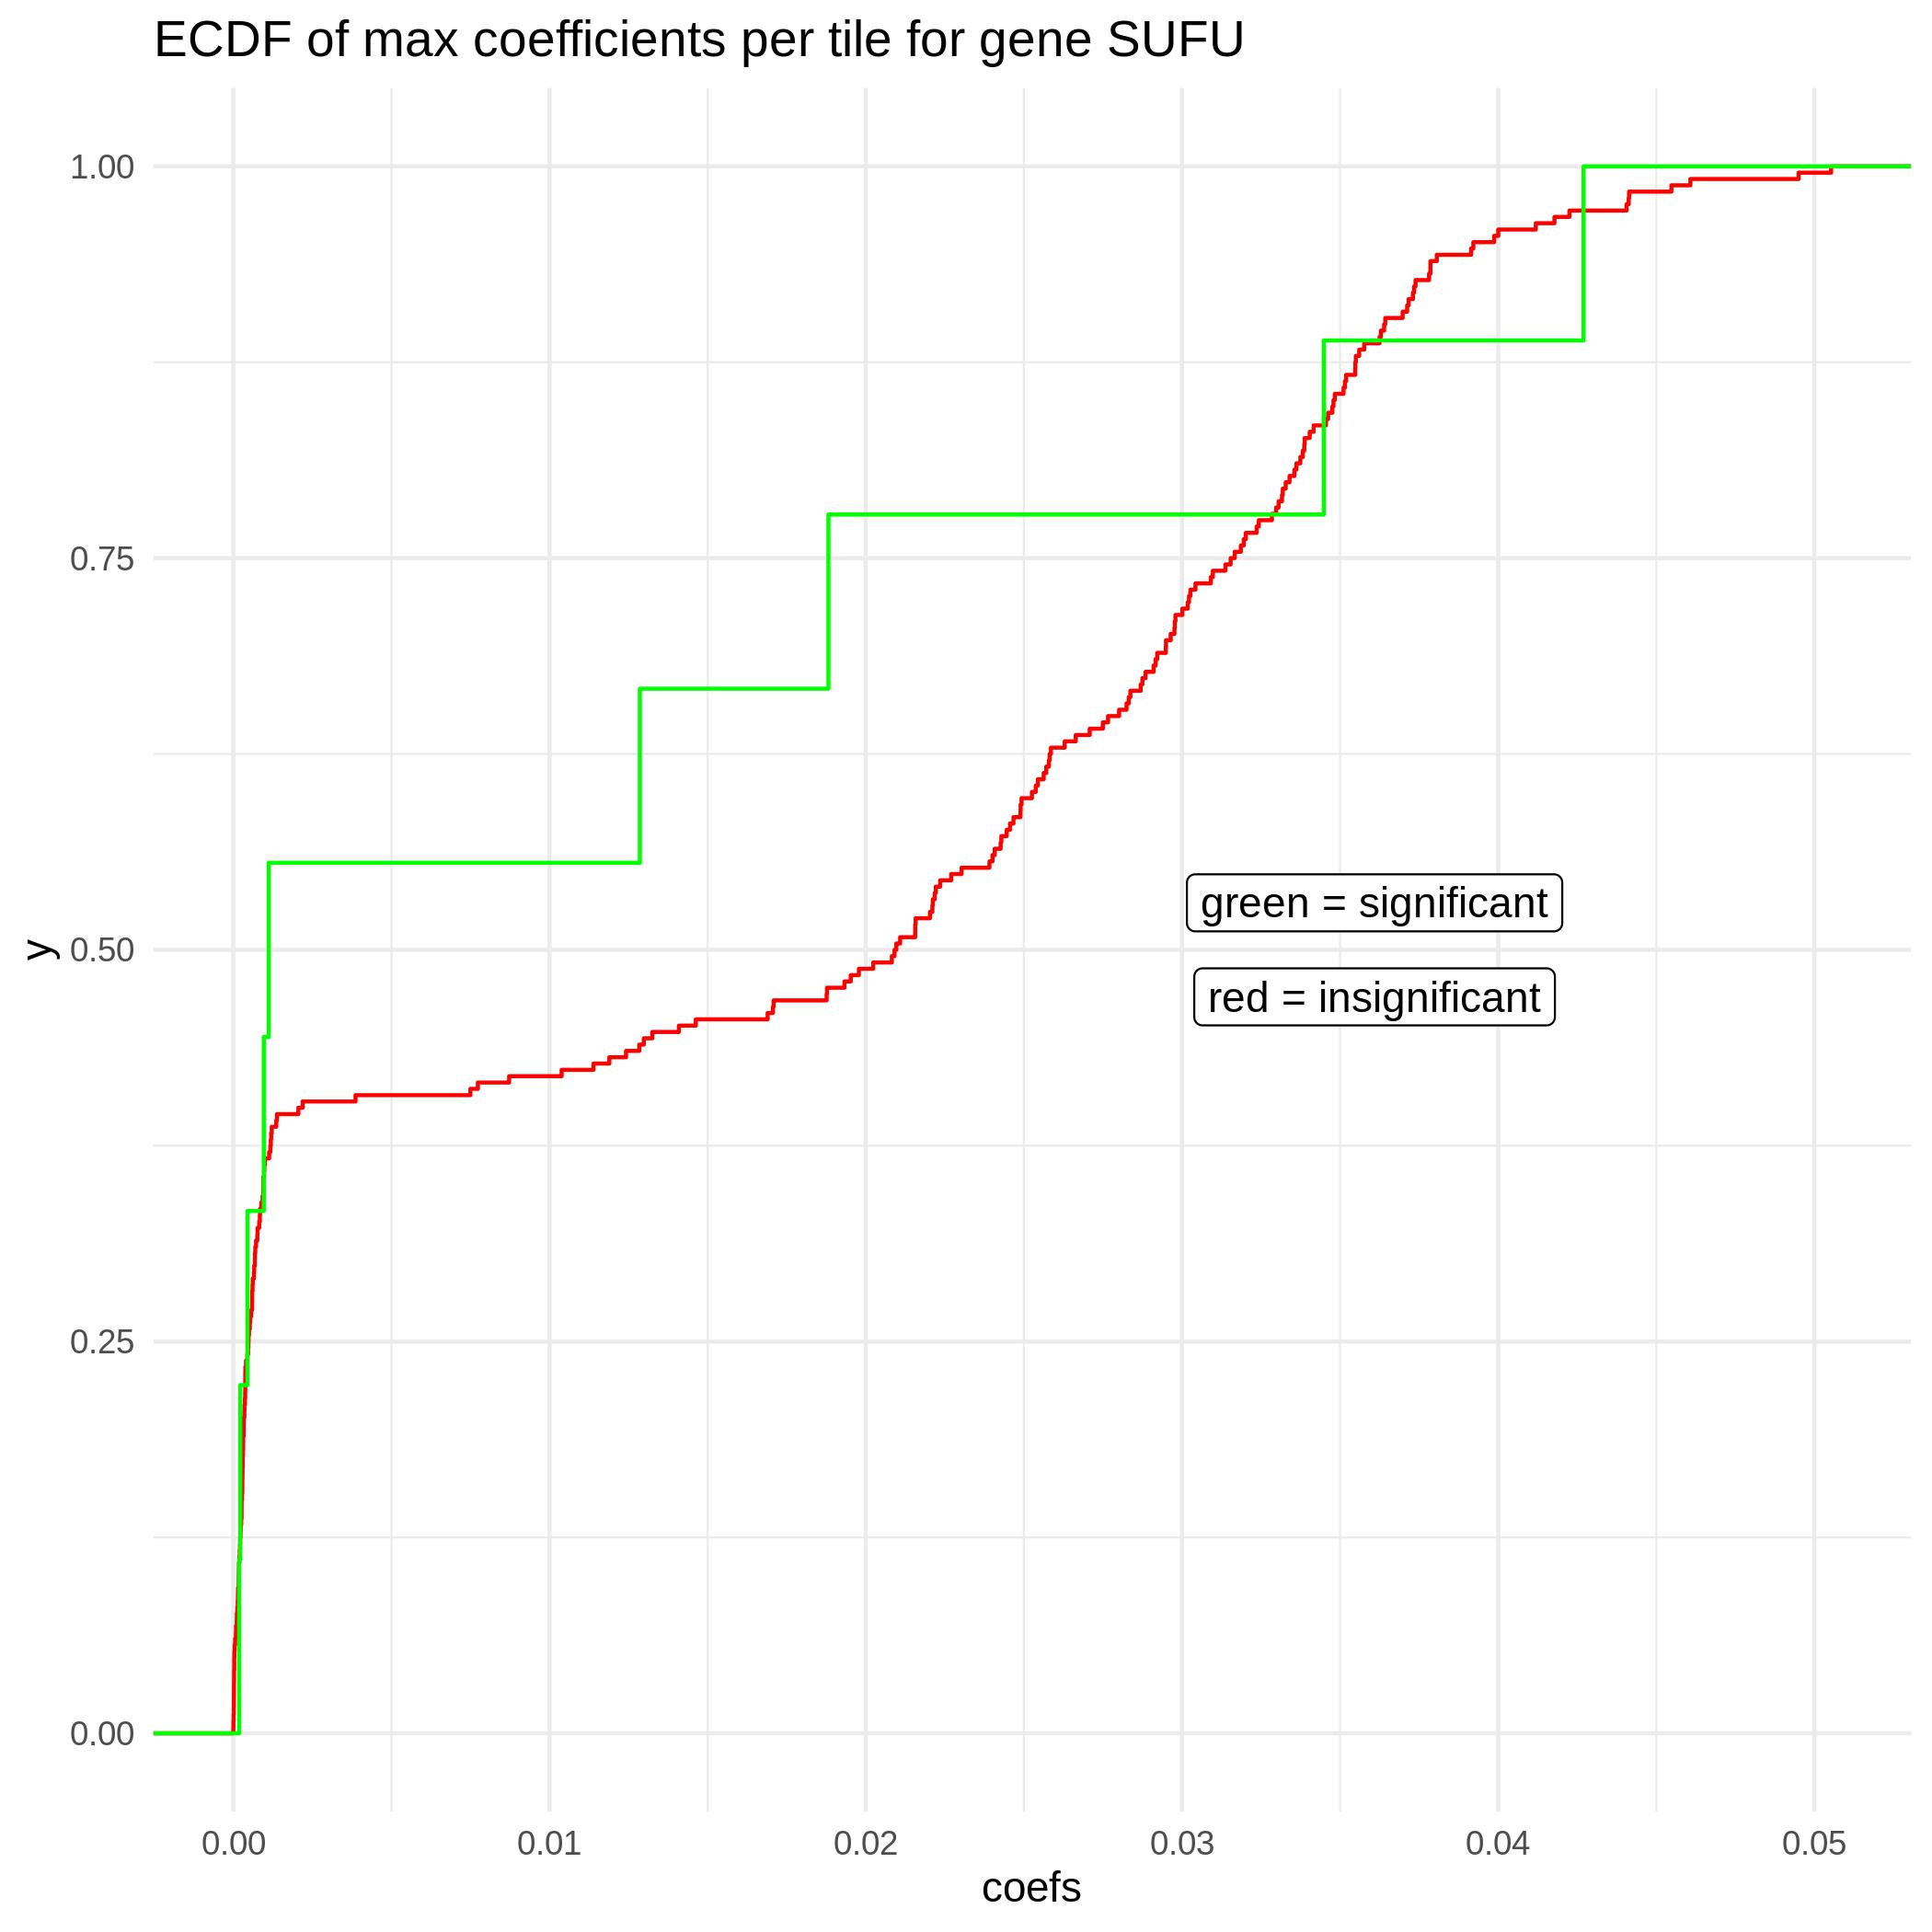 ECDF of max coefficients per tile for gene SUFU
1.00
0.75
0.50
0.25
0.00
y
green = significant
red = insignificant
0.00 0.01 0.02 0.03 0.04 0.05
coefs